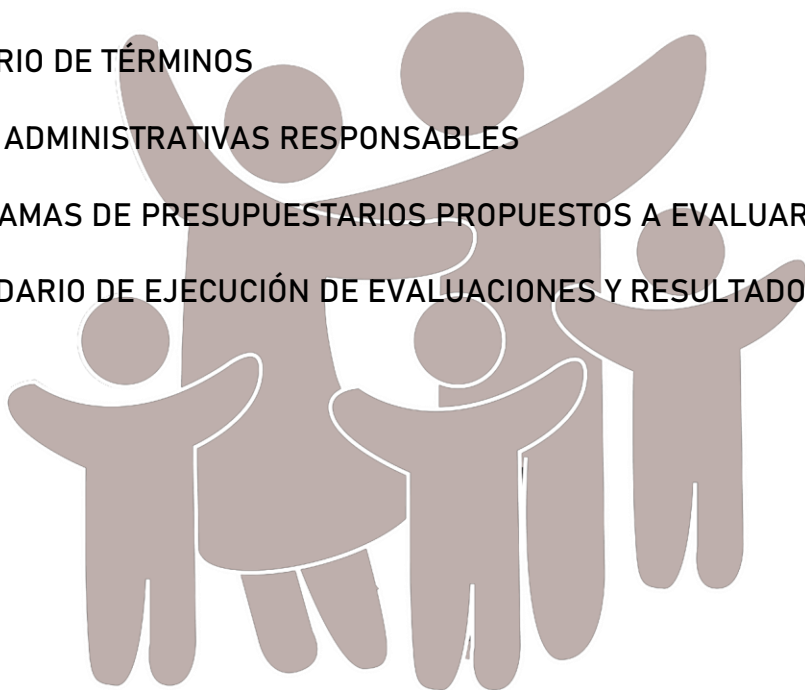 RIO DE TÉRMINOS
ADMINISTRATIVAS RESPONSABLES
AMAS DE PRESUPUESTARIOS PROPUESTOS A EVALUAR
DARIO DE EJECUCIÓN DE EVALUACIONES Y RESULTADO